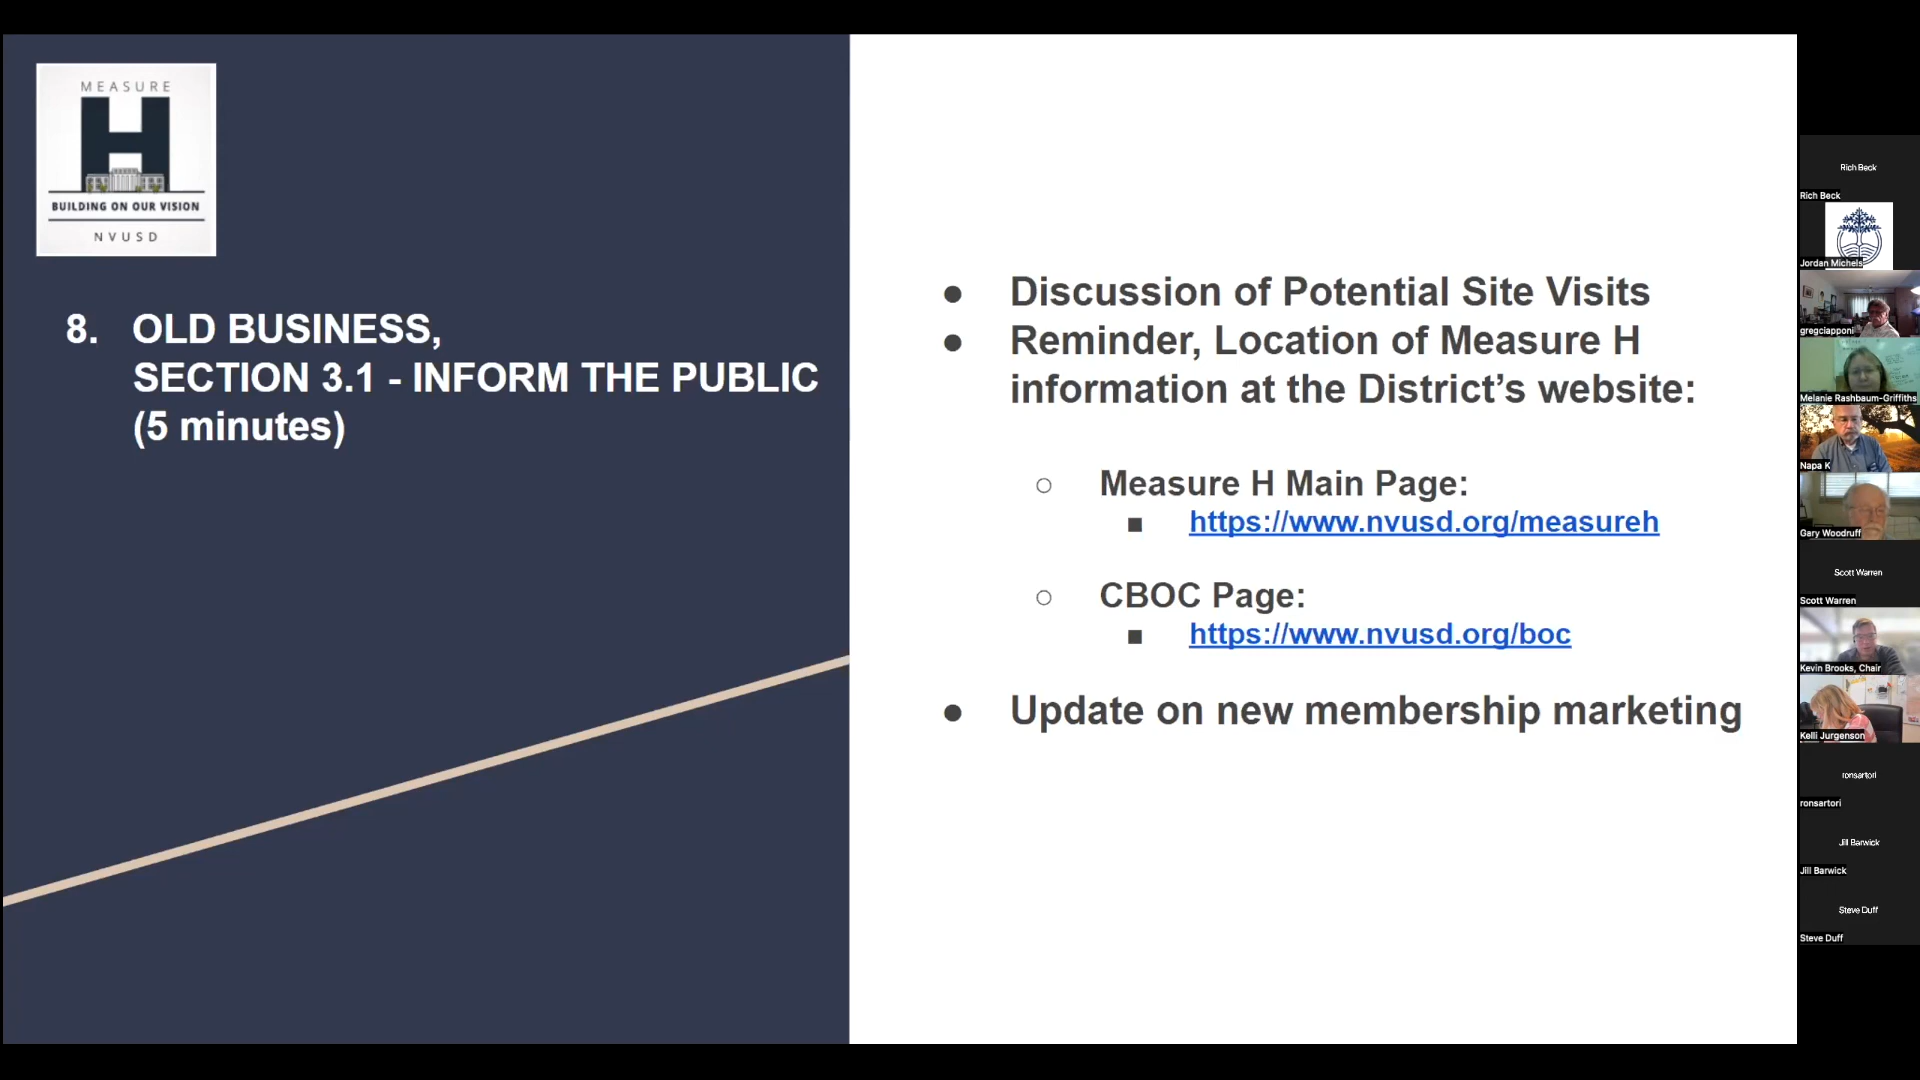 MEASURE
H
BUILDING ON OUR VISION
NVUSD
8. OLD BUSINESS,
SECTION 3.1 - INFORM THE PUBLIC
(5 minutes)
● Discussion of Potential Site Visits
● Reminder, Location of Measure H
information at the District’s website:
○ Measure H Main Page:
■ https://www.nvusd.org/measureh
○ CBOC Page:
■ https://www.nvusd.org/boc
● Update on new membership marketing
Rich Beck
Rich Beck
Jordan Michels
gregciapponi
Melanie Rashbaum-Griffiths
Napa K
Gary Woodruff
Scott Warren
Scott Warren
Kevin Brooks, Chair
Kelli Jurgenson
ronsartori
ronsartori
Jill Barwick
Jill Barwick
Steve Duff
Steve Duff